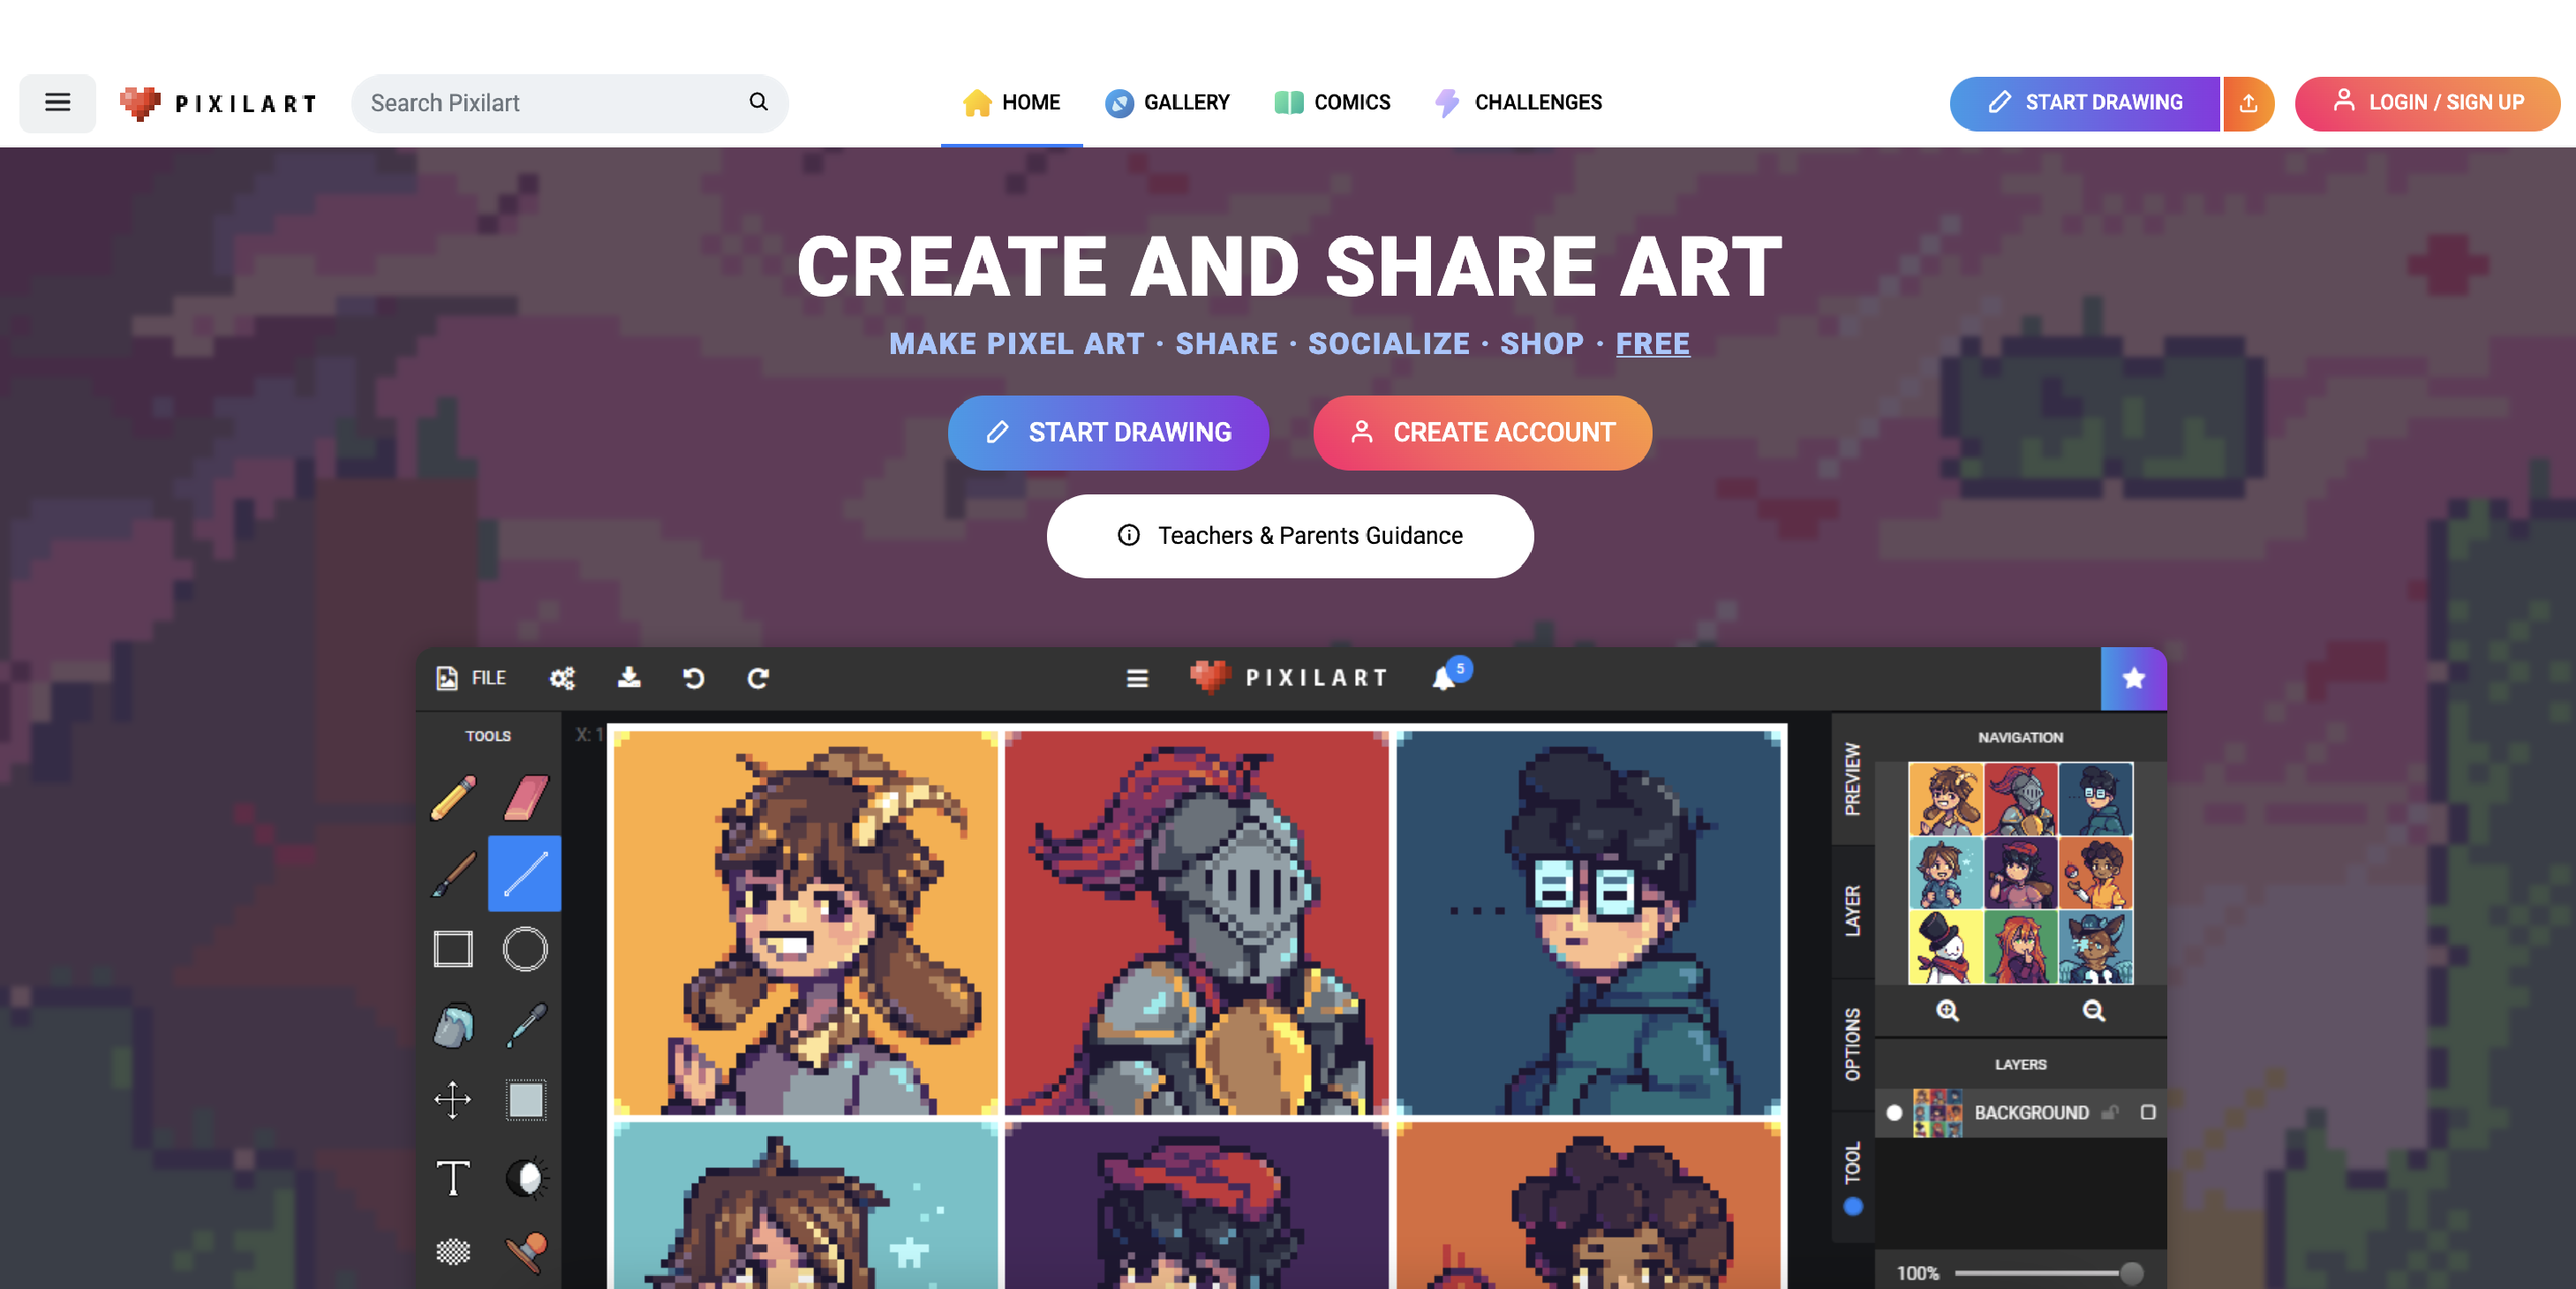 PIXILART
Search Pixilart
HOME
GALLERY
COMICS
CHALLENGES
START DRAWING
LOGIN / SIGN UP
CREATE AND SHARE ART
MAKE PIXEL ART · SHARE · SOCIALIZE · SHOP · FREE
START DRAWING
CREATE ACCOUNT
Teachers & Parents Guidance
FILE
PIXILART
5
TOOLS
X: 1
NAVIGATION
PREVIEW
LAYER
OPTIONS
TOOL
LAYERS
BACKGROUND
100%